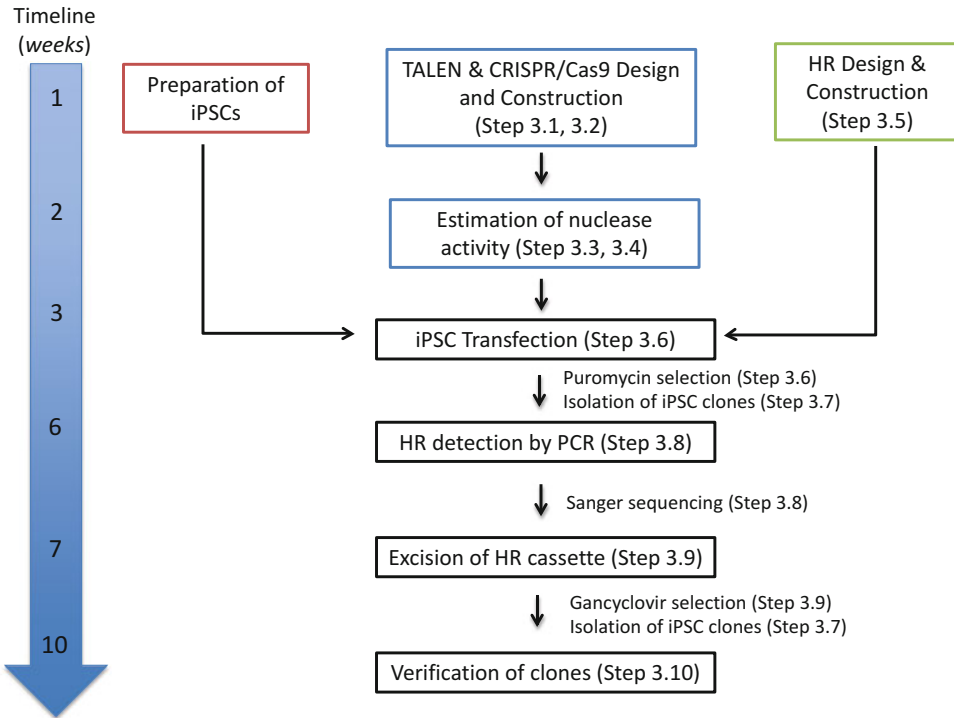 Timeline
(weeks)
1
2
3
6
7
10
Preparation of
iPSCs
TALEN & CRISPR/Cas9 Design
and Construction
(Step 3.1, 3.2)
HR Design &
Construction
(Step 3.5)
Estimation of nuclease
activity (Step 3.3, 3.4)
iPSC Transfection (Step 3.6)
Puromycin selection (Step 3.6)
Isolation of iPSC clones (Step 3.7)
HR detection by PCR (Step 3.8)
Sanger sequencing (Step 3.8)
Excision of HR cassette (Step 3.9)
Gancyclovir selection (Step 3.9)
Isolation of iPSC clones (Step 3.7)
Verification of clones (Step 3.10)